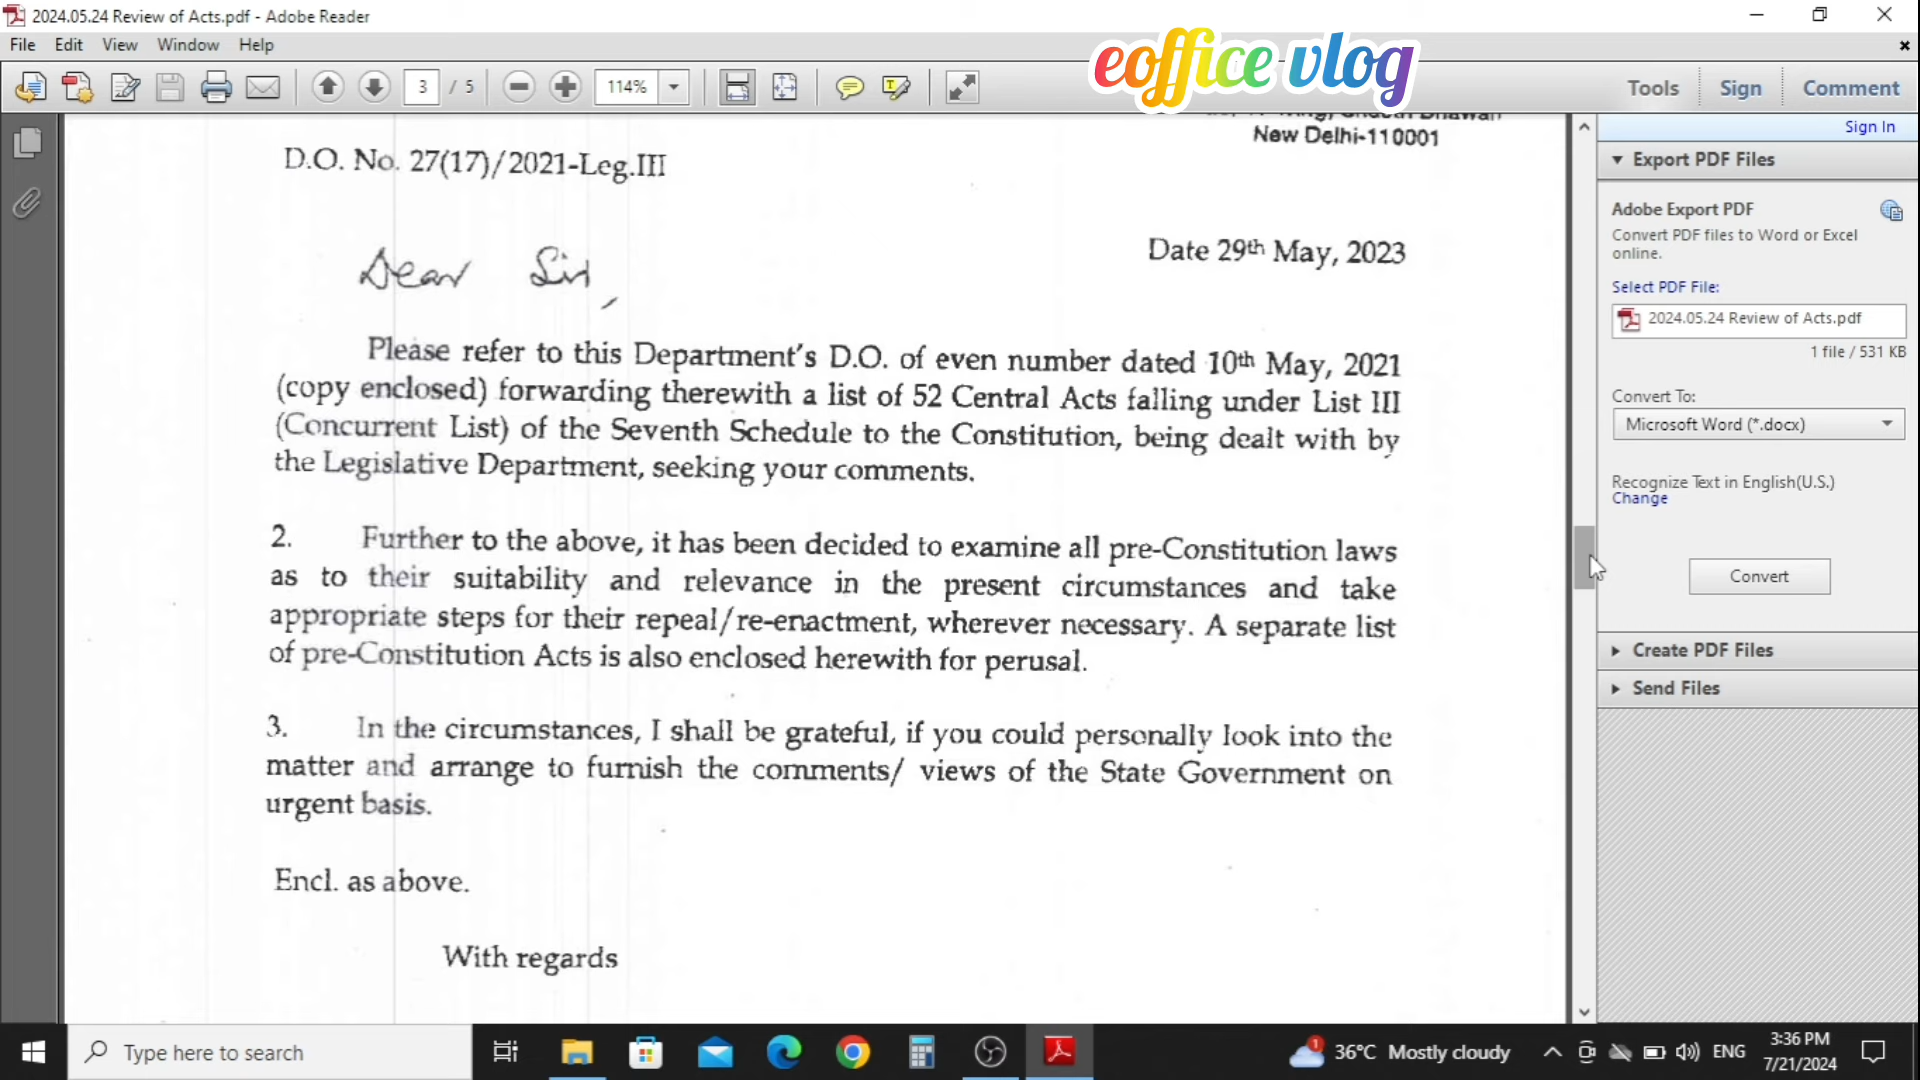 2024.05.24 Review of Acts.pdf - Adobe Reader
File Edit View Window Help
eoffice vlog
3 / 5 114% Tools Sign Comment
Sign In
New Delhi-110001
D.O. No. 27(17)/2021-Leg.III
Date 29th May, 2023
Dear Sir,
Please refer to this Department's D.O. of even number dated 10th May, 2021
(copy enclosed) forwarding therewith a list of 52 Central Acts falling under List III
(Concurrent List) of the Seventh Schedule to the Constitution, being dealt with by
the Legislative Department, seeking your comments.
2. Further to the above, it has been decided to examine all pre-Constitution laws
as to their suitability and relevance in the present circumstances and take
appropriate steps for their repeal/re-enactment, wherever necessary. A separate list
of pre-Constitution Acts is also enclosed herewith for perusal.
3. In the circumstances, I shall be grateful, if you could personally look into the
matter and arrange to furnish the comments/ views of the State Government on
urgent basis.
Encl. as above.
With regards
Export PDF Files
Adobe Export PDF
Convert PDF files to Word or Excel
online.
Select PDF File:
2024.05.24 Review of Acts.pdf
1 file / 531 KB
Convert To:
Microsoft Word (*.docx)
Recognize Text in English(U.S.)
Change
Convert
Create PDF Files
Send Files
Type here to search
1
36°C Mostly cloudy
ENG
3:36 PM
7/21/2024